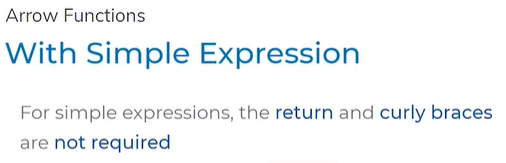 Arrow Functions
With Simple Expression
For simple expressions, the return and curly braces
are not required